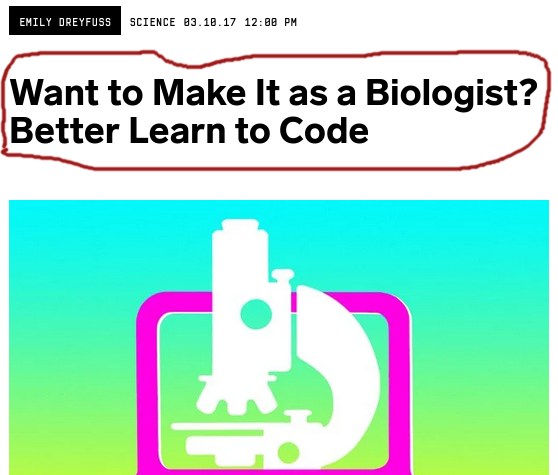 EMILY DREYFUSS SCIENCE 03.10.17 12:00 PM
Want to Make It as a Biologist?
Better Learn to Code